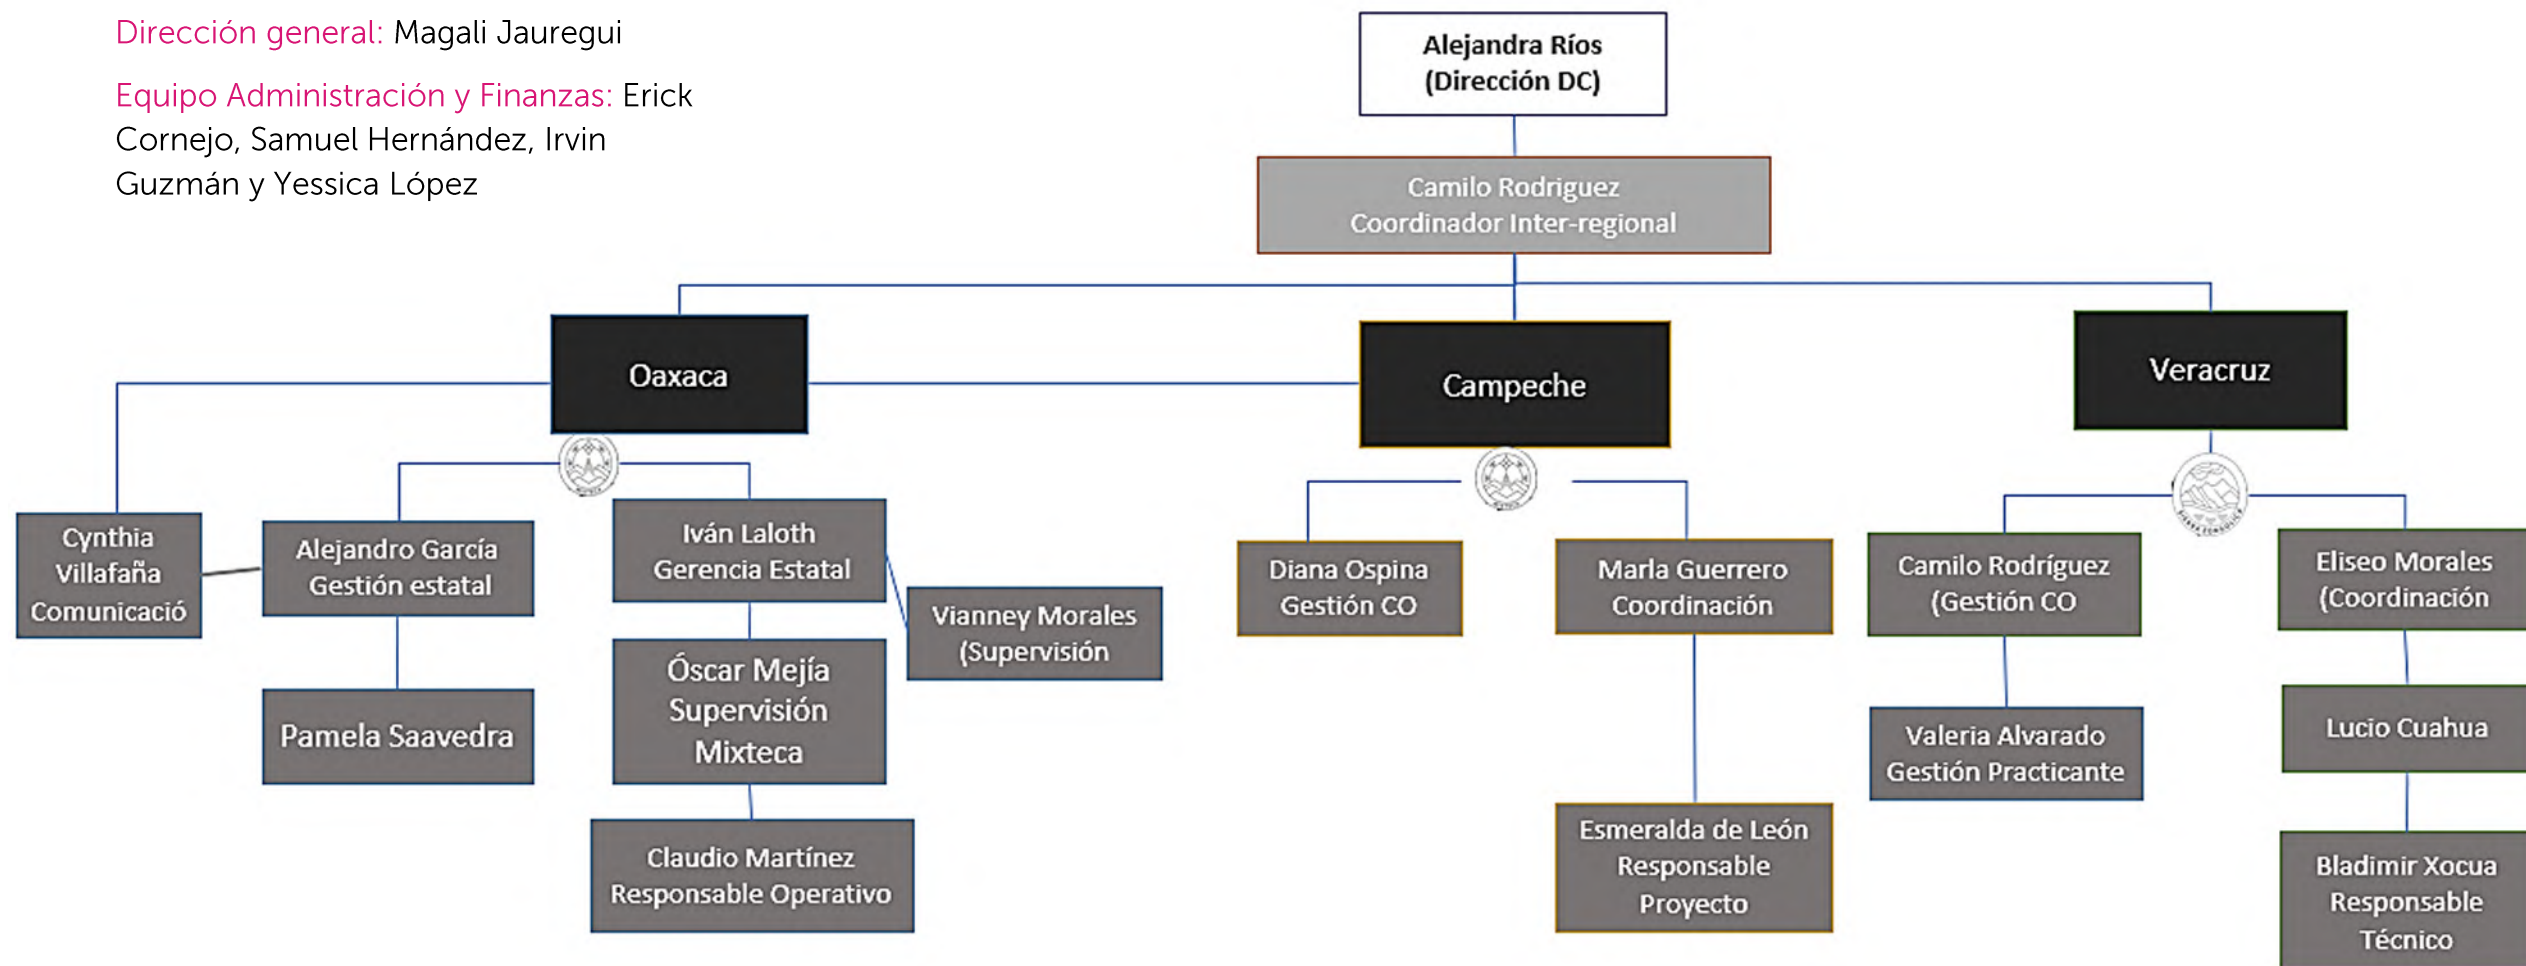 Dirección general: Magali Jauregui
Equipo Administración y Finanzas: Erick
Cornejo, Samuel Hernández, Irvin
Guzmán y Yessica López
Alejandra Ríos
(Dirección DC)
Camilo Rodriguez
Coordinador Inter-regional
Oaxaca
Campeche
Veracruz
Cynthia
Villafaña
Comunicació
Alejandro García
Gestión estatal
Pamela Saavedra
Iván Laloth
Gerencia Estatal
Vianney Morales
(Supervisión
Óscar Mejía
Supervisión
Mixteca
Claudio Martínez
Responsable Operativo
Diana Ospina
Gestión CO
Marla Guerrero
Coordinación
Esmeralda de León
Responsable
Proyecto
Camilo Rodríguez
(Gestión CO
Valeria Alvarado
Gestión Practicante
Eliseo Morales
(Coordinación
Lucio Cuahua
Bladimir Xocua
Responsable
Técnico